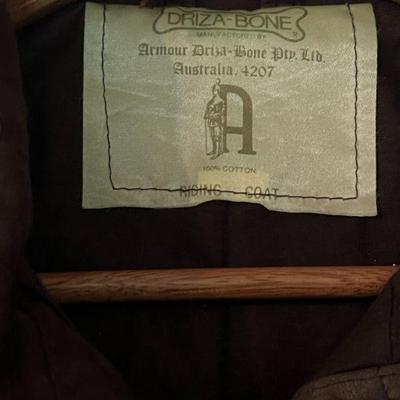 DRIZA-BONE ®
MANUFACTURED BY
Armour Driza-Bone Pty. Ltd.
Australia. 4207
A
100% COTTON
RIDING - COAT